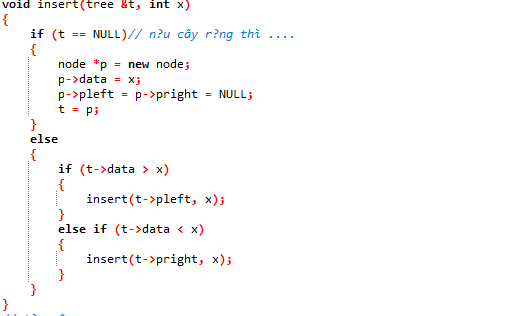 void insert(tree &t, int x)
{
    if (t == NULL)// n?u cây r?ng thì ....
    {
        node *p = new node;
        p->data = x;
        p->pleft = p->pright = NULL;
        t = p;
    }
    else
    {
        if (t->data > x)
        {
            insert(t->pleft, x);
        }
        else if (t->data < x)
        {
            insert(t->pright, x);
        }
    }
}